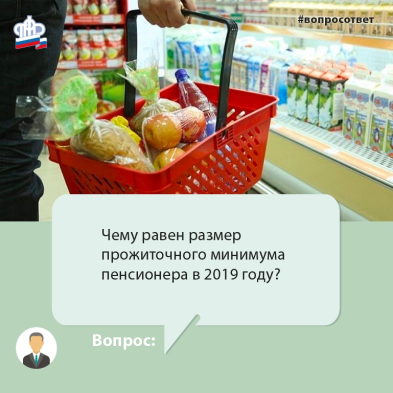 #вопросответ
Чему равен размер
прожиточного минимума
пенсионера в 2019 году?
Вопрос: